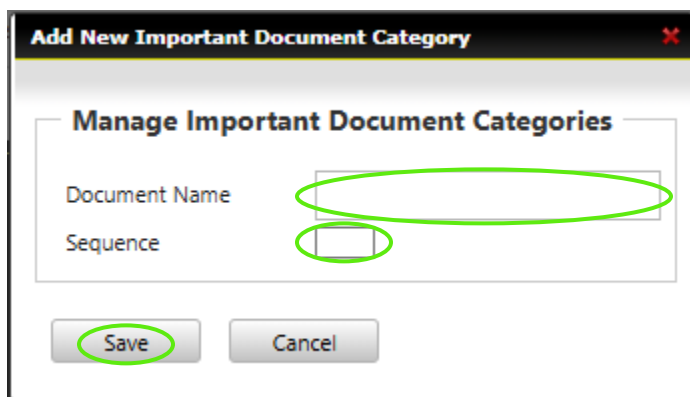 Add New Important Document Category
Manage Important Document Categories
Document Name
Sequence
Save Cancel